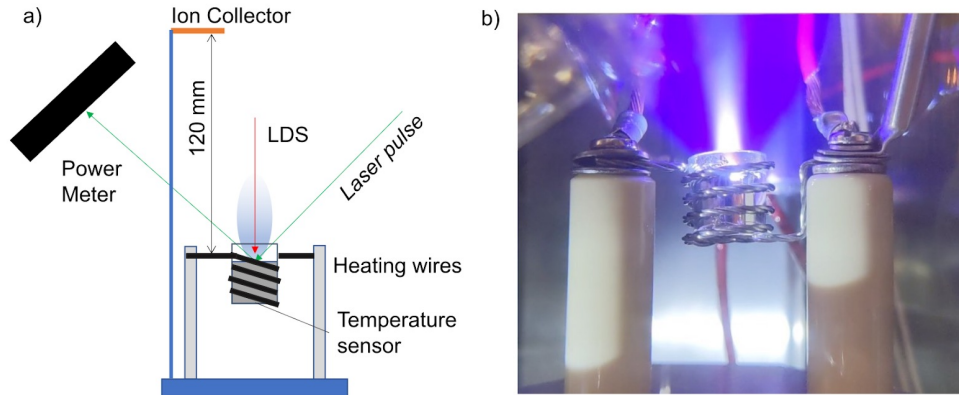 a)
Ion Collector
120 mm
LDS
Laser pulse
Power
Meter
Heating wires
Temperature
sensor
b)